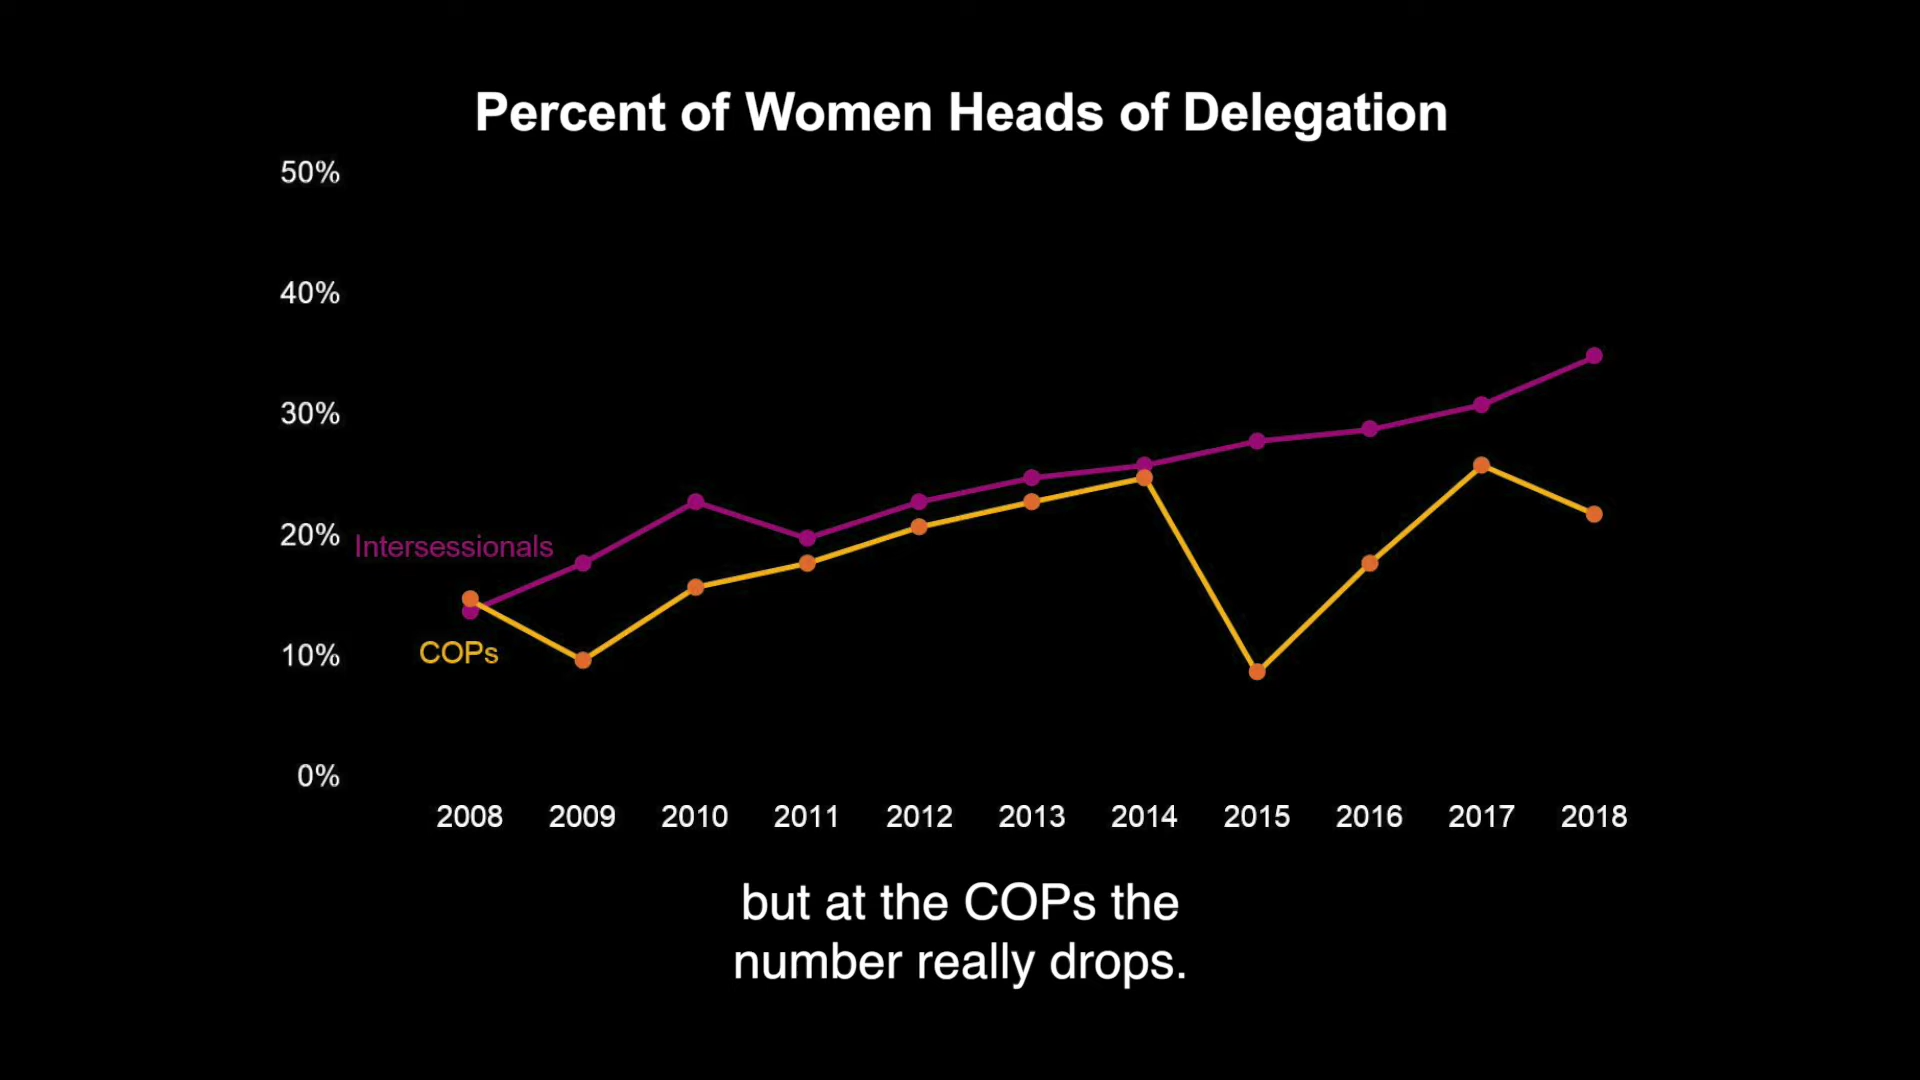 Percent of Women Heads of Delegation
50%
40%
30%
20%
Intersessionals
10%
COPs
0%
2008 2009 2010 2011 2012 2013 2014 2015 2016 2017 2018
but at the COPs the
number really drops.